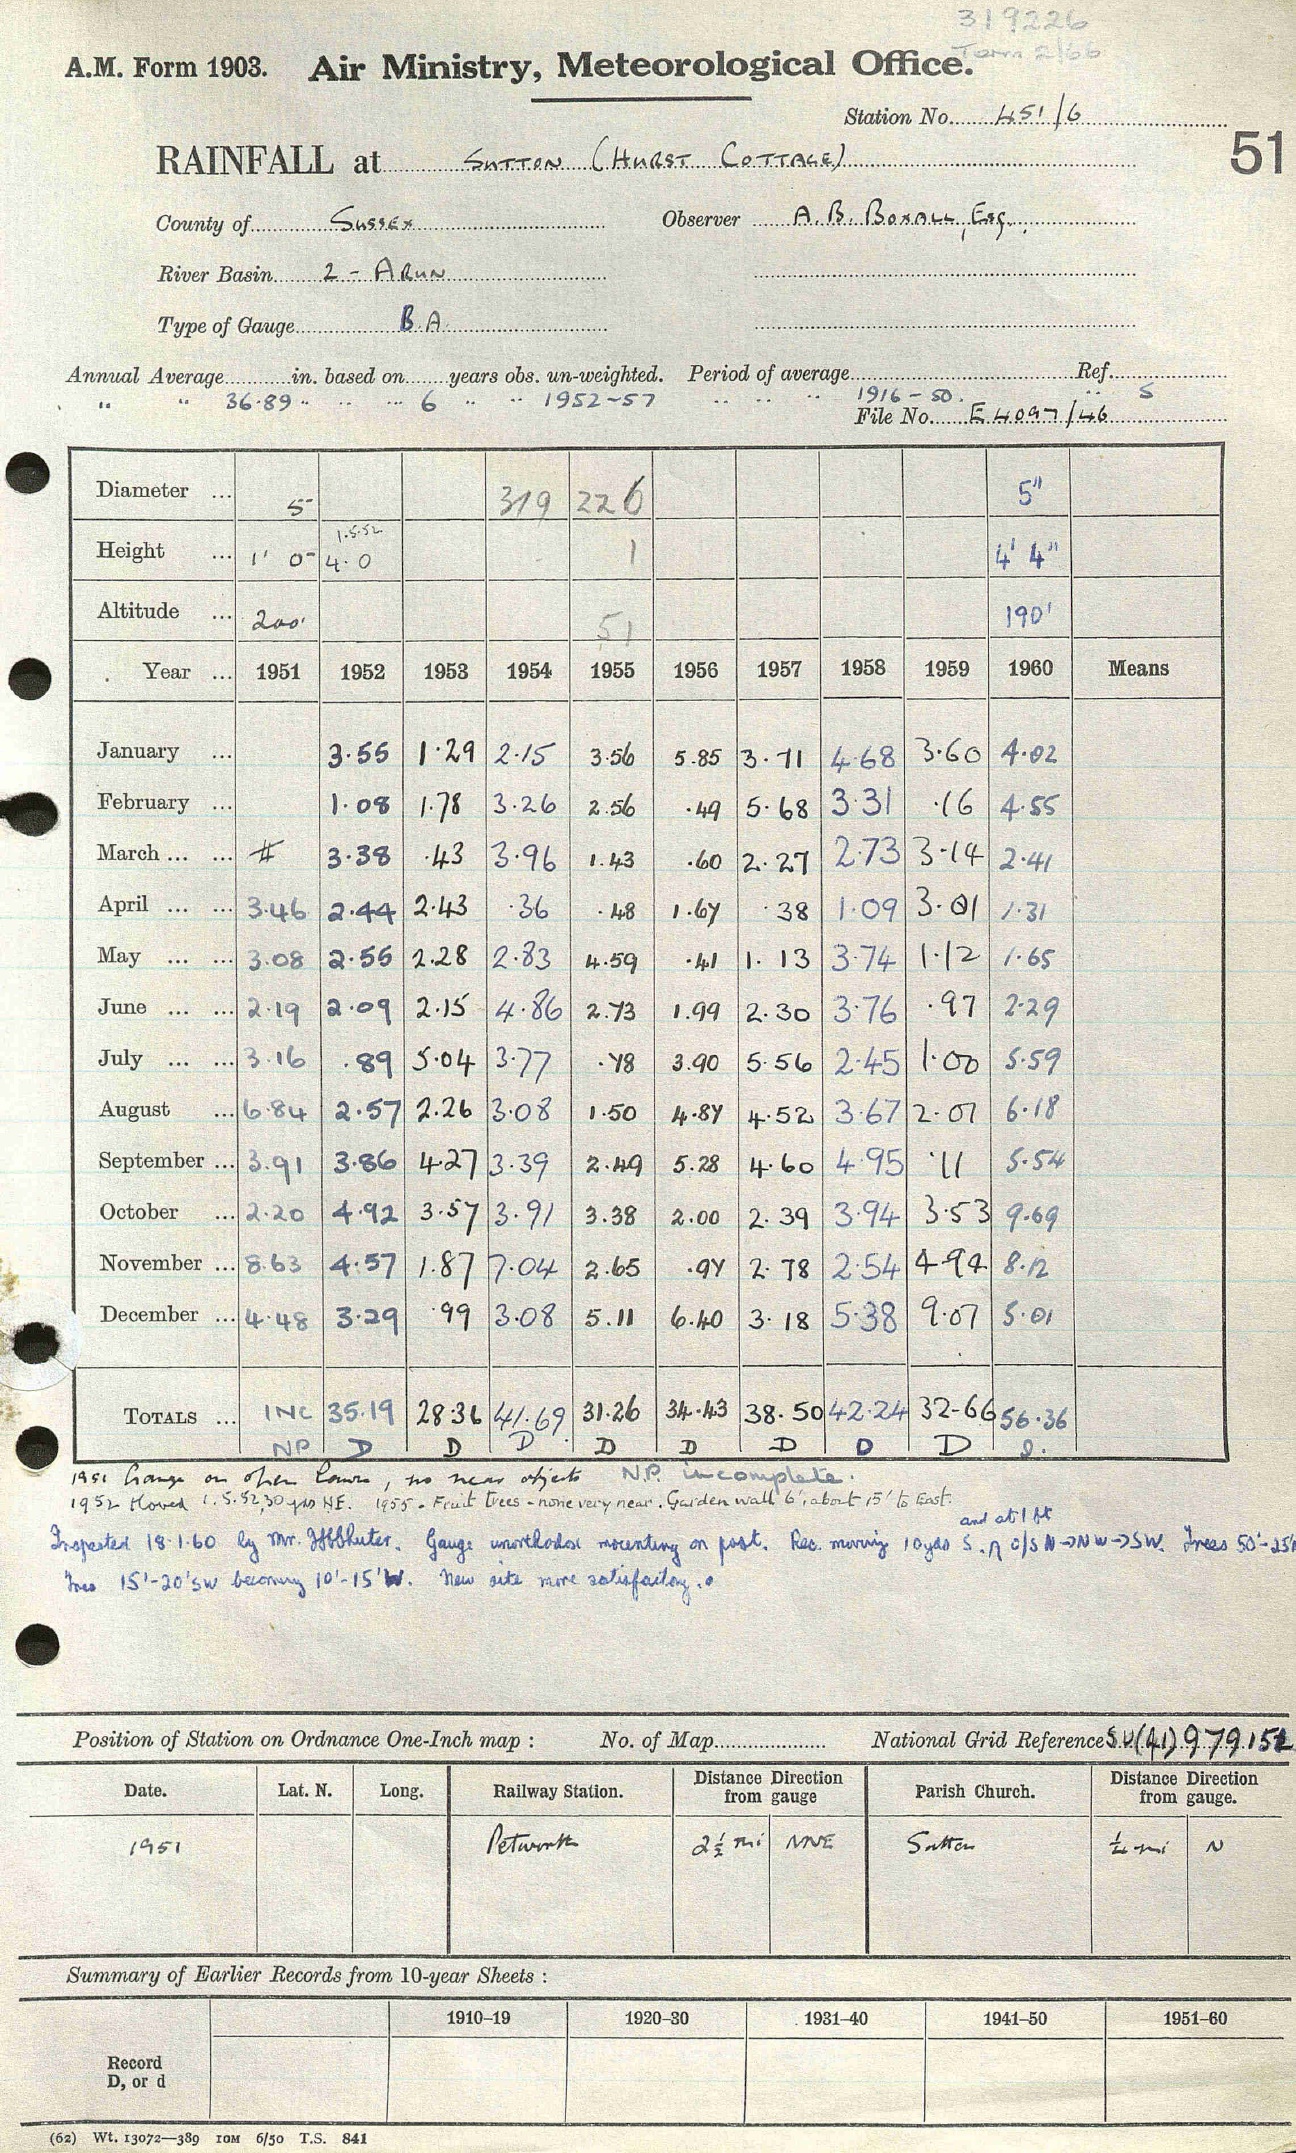 319226
Term 2/66
A.M. Form 1903. Air Ministry, Meteorological Office.
Station No. 451/6
51
RAINFALL at SUTTON (HURST COTTAGE)
County of SUSSEX Observer A. B. BOXALL, Esq.
River Basin 2 - ARUN
Type of Gauge B.A.
Annual Average in. based on years obs. un-weighted. Period of average Ref.
" " 36.89 " " " 6 " " 1952-57 " " " 1916-50. " S
File No. E4097/46
Diameter ... 5 319 226 5"
Height ... 1' 0" 1.5.52 4.0 1 4' 4"
Altitude ... 200' 51 190'
Year ... 1951 1952 1953 1954 1955 1956 1957 1958 1959 1960 Means
January ... 3.55 1.29 2.15 3.56 5.85 3.71 4.68 3.60 4.02
February ... 1.08 1.78 3.26 2.56 .49 5.68 3.31 .16 4.55
March ... ... # 3.38 .43 3.96 1.43 .60 2.27 2.73 3.14 2.41
April ... ... 3.46 2.44 2.43 .36 .48 1.67 .38 1.09 3.01 1.31
May ... ... 3.08 2.56 2.28 2.83 4.59 .41 1.13 3.74 1.12 1.65
June ... ... 2.19 2.09 2.15 4.86 2.73 1.99 2.30 3.76 .97 2.29
July ... ... 3.16 .89 5.04 3.77 .78 3.90 5.56 2.45 1.00 5.59
August ... 6.84 2.57 2.26 3.08 1.50 4.87 4.52 3.67 2.07 6.18
September ... 3.91 3.86 4.27 3.39 2.49 5.28 4.60 4.95 .11 5.54
October ... 2.20 4.92 3.57 3.91 3.38 2.00 2.39 3.94 3.53 9.69
November ... 8.63 4.57 1.87 7.04 2.65 .97 2.78 2.54 4.94 8.12
December ... 4.48 3.29 .99 3.08 5.11 6.40 3.18 5.38 9.07 5.01
TOTALS ... INC 35.19 28.36 41.69 31.26 34.43 38.50 42.24 32.66 56.36
NP D D D D D D D D D.
1951 Gauge on open lawn, no near objects N.P. incomplete.
1952 Moved 1.5.52, 30 yds NE. 1955 - Fruit trees - none very near. Garden wall 6', about 15' to East.
and at 1 ft
Inspected 18.1.60 by Mr. Gauge unorthodox mounting on post. Rec. moving 10yds S. O/S N→NW→SW. Trees 50'-25'
Trees 15'-20' SW becoming 10'-15' W. New site more satisfactory.
Position of Station on Ordnance One-Inch map : No. of Map National Grid Reference SU(41)979152
Date. Lat. N. Long. Railway Station. Distance Direction from gauge Parish Church. Distance Direction from gauge.
1951 Petworth 2½ mi NNE Sutton ¼ mi N
Summary of Earlier Records from 10-year Sheets :
1910–19 1920–30 1931–40 1941–50 1951–60
Record
D, or d
(62) Wt. 13072—389 10M 6/50 T.S. 841